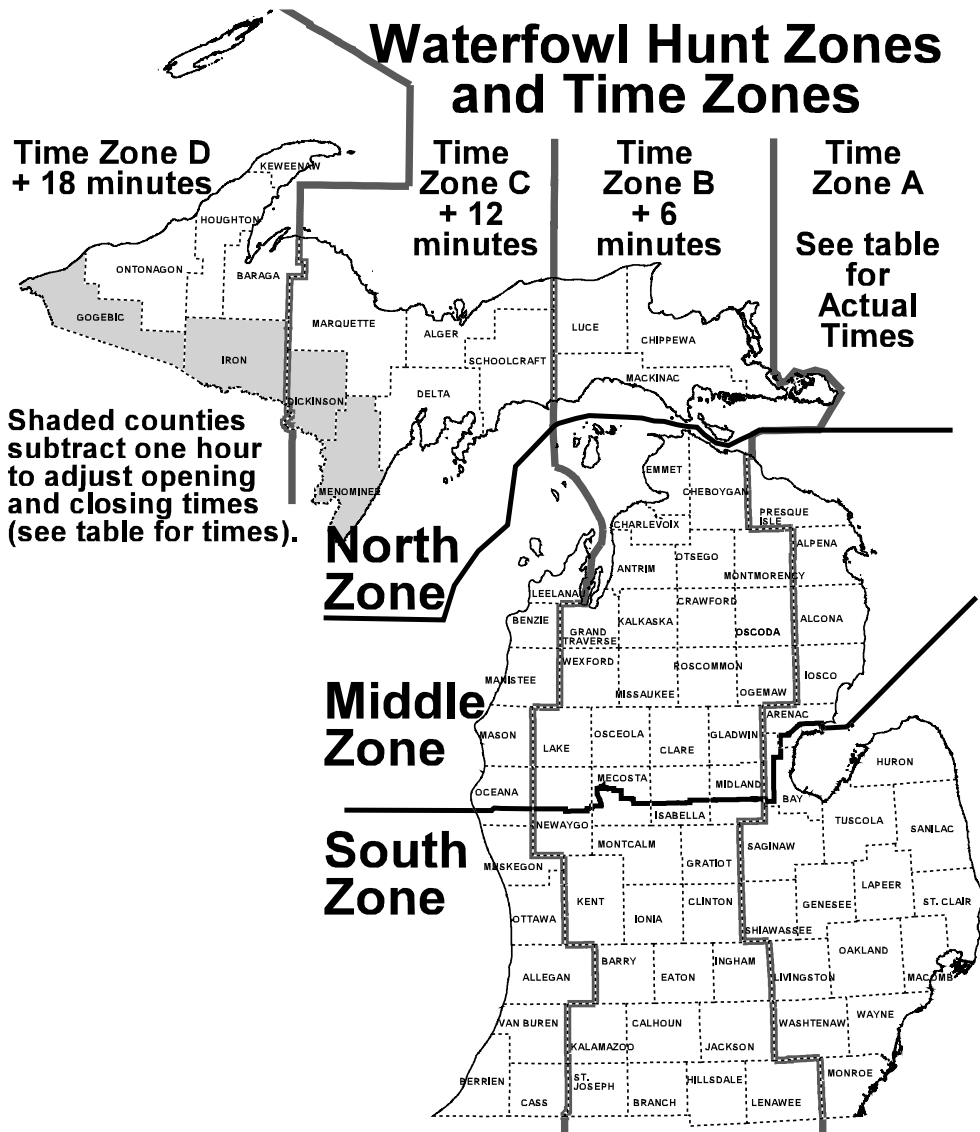 Waterfowl Hunt Zones
and Time Zones
Time Zone D
+ 18 minutes
Time
Zone C
+ 12
minutes
Time
Zone B
+ 6
minutes
Time
Zone A
See table
for
Actual
Times
KEWEENAW
HOUGHTON
ONTONAGON
BARAGA
GOGEBIC
IRON
MARQUETTE
ALGER
SCHOOLCRAFT
LUCE
CHIPPEWA
MACKINAC
DICKINSON
DELTA
MENOMINEE
Shaded counties
subtract one hour
to adjust opening
and closing times
(see table for times).
North
Zone
EMMET
CHEBOYGAN
PRESQUE
ISLE
CHARLEVOIX
ALPENA
OTSEGO
ANTRIM
MONTMORENCY
LEELANAU
BENZIE
GRAND
TRAVERSE
KALKASKA
CRAWFORD
OSCODA
ALCONA
Middle
Zone
MANISTEE
WEXFORD
MISSAUKEE
ROSCOMMON
OGEMAW
IOSCO
ARENAC
MASON
LAKE
OSCEOLA
CLARE
GLADWIN
HURON
OCEANA
MECOSTA
MIDLAND
BAY
South
Zone
NEWAYGO
ISABELLA
TUSCOLA
SANILAC
MONTCALM
GRATIOT
SAGINAW
MUSKEGON
KENT
IONIA
CLINTON
SHIAWASSEE
GENESEE
LAPEER
ST. CLAIR
OTTAWA
OAKLAND
MACOMB
ALLEGAN
BARRY
EATON
INGHAM
LIVINGSTON
VAN BUREN
KALAMAZOO
CALHOUN
JACKSON
WASHTENAW
WAYNE
BERRIEN
CASS
ST.
JOSEPH
BRANCH
HILLSDALE
LENAWEE
MONROE